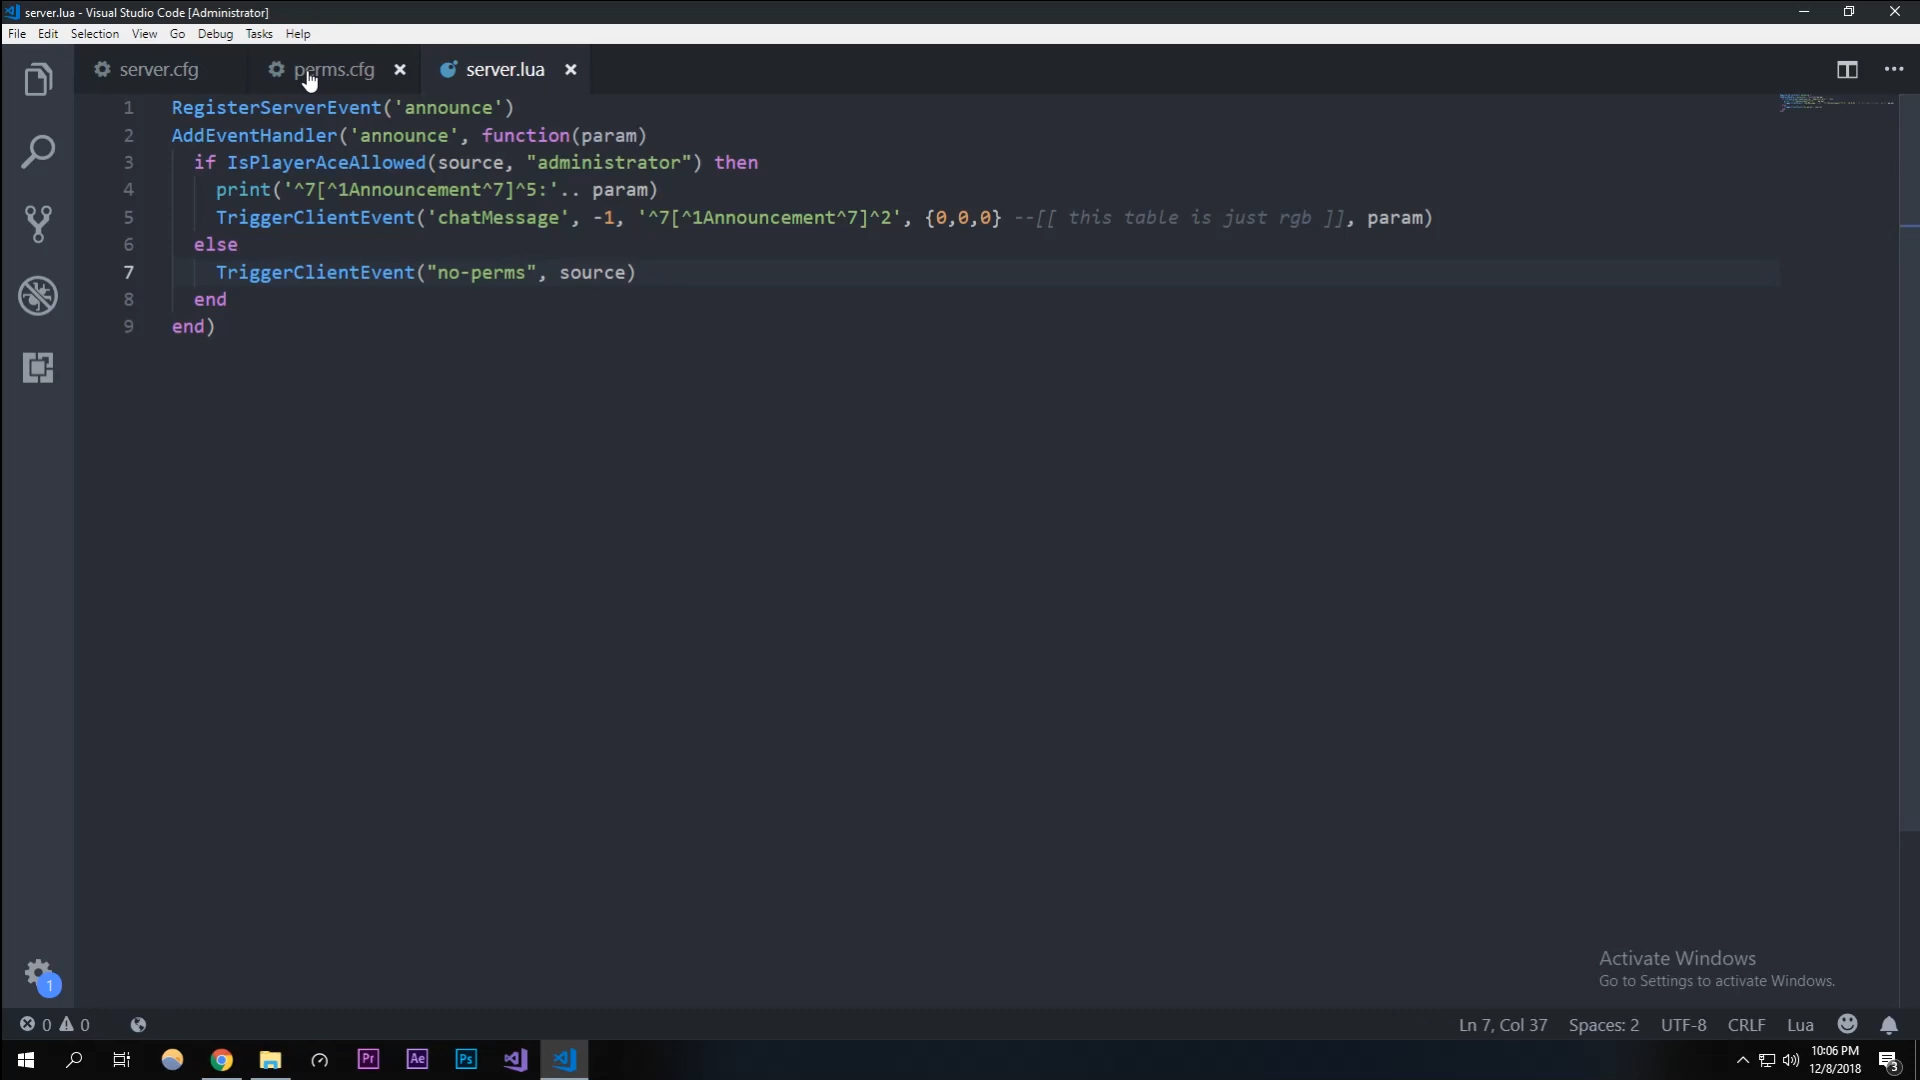 server.lua - Visual Studio Code [Administrator]
File Edit Selection View Go Debug Tasks Help
server.cfg perms.cfg server.lua
1 RegisterServerEvent('announce')
2 AddEventHandler('announce', function(param)
3 if IsPlayerAceAllowed(source, "administrator") then
4 print('^7[^1Announcement^7]^5:'.. param)
5 TriggerClientEvent('chatMessage', -1, '^7[^1Announcement^7]^2', {0,0,0} --[[ this table is just rgb ]], param)
6 else
7 TriggerClientEvent("no-perms", source)
8 end
9 end)
1
Activate Windows
Go to Settings to activate Windows.
0 0 Ln 7, Col 37 Spaces: 2 UTF-8 CRLF Lua
Pr Ae Ps
10:06 PM
12/8/2018
3